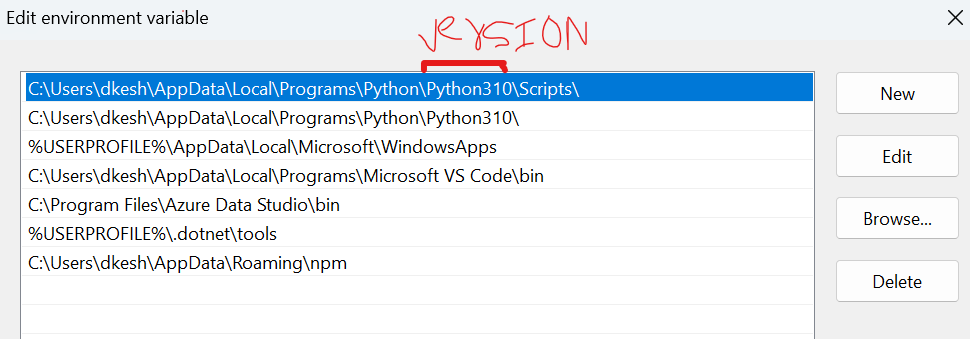 Edit environment variable
VERSION
C:\Users\dkesh\AppData\Local\Programs\Python\Python310\Scripts\
New
C:\Users\dkesh\AppData\Local\Programs\Python\Python310\
%USERPROFILE%\AppData\Local\Microsoft\WindowsApps
Edit
C:\Users\dkesh\AppData\Local\Programs\Microsoft VS Code\bin
C:\Program Files\Azure Data Studio\bin
Browse...
%USERPROFILE%\.dotnet\tools
C:\Users\dkesh\AppData\Roaming\npm
Delete